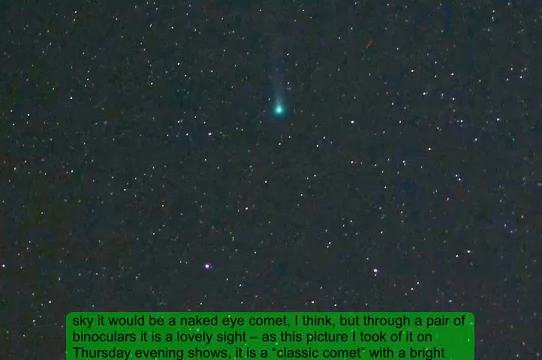 sky it would be a naked eye comet, I think, but through a pair of
binoculars it is a lovely sight – as this picture I took of it on
Thursday evening shows, it is a “classic comet” with a bright